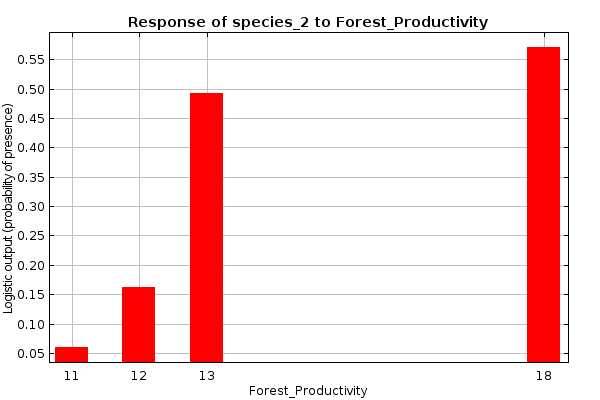 Response of species_2 to Forest_Productivity
Logistic output (probability of presence)
0.55
0.50
0.45
0.40
0.35
0.30
0.25
0.20
0.15
0.10
0.05
11 12 13 18
Forest_Productivity